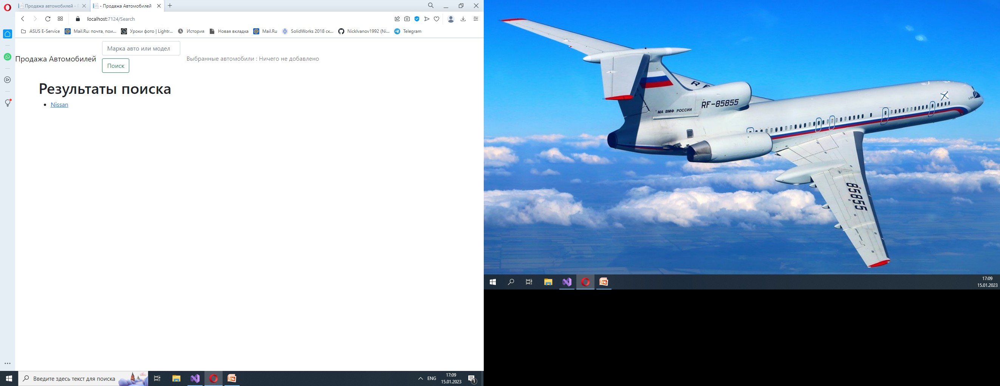 Продажа автомобилей - Г
- Продажа Автомобилей
localhost:7124/Search
ASUS E-Service
Mail.Ru: почта, пои...
Уроки фото | Lightr...
История
Новая вкладка
Mail.Ru
SolidWorks 2018 ск...
NickIvanov1992 (Ni...
Telegram
Продажа Автомобилей
Марка авто или модел
Поиск
Выбранные автомобили : Ничего не добавлено
Результаты поиска
Nissan
Введите здесь текст для поиска
ENG
17:09
15.01.2023
1
RF-85855
МА ВМФ РОССИИ
85855
17:09
15.01.2023